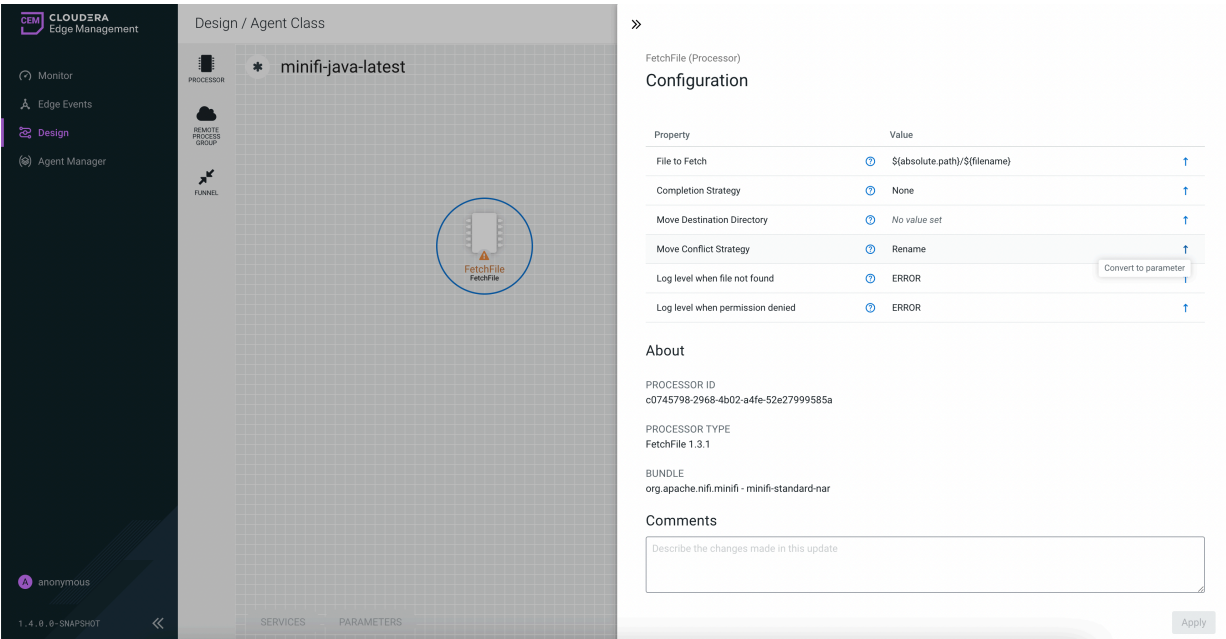 CEM CLOUDERA
Edge Management
Monitor
Edge Events
Design
Agent Manager
A anonymous
1.4.0.0-SNAPSHOT
Design / Agent Class
PROCESSOR
REMOTE
PROCESS
GROUP
FUNNEL
minifi-java-latest
FetchFile
FetchFile
SERVICES PARAMETERS
FetchFile (Processor)
Configuration
Property Value
File to Fetch ${absolute.path}/${filename}
Completion Strategy None
Move Destination Directory No value set
Move Conflict Strategy Rename
Convert to parameter
Log level when file not found ERROR
Log level when permission denied ERROR
About
PROCESSOR ID
c0745798-2968-4b02-a4fe-52e27999585a
PROCESSOR TYPE
FetchFile 1.3.1
BUNDLE
org.apache.nifi.minifi - minifi-standard-nar
Comments
Describe the changes made in this update
Apply